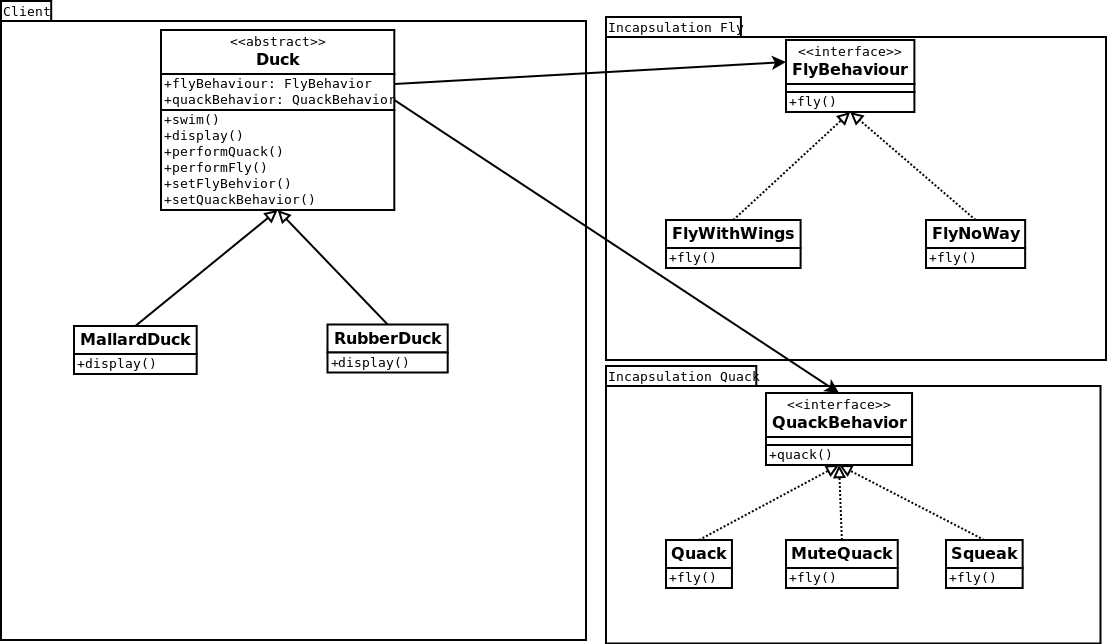 Client
<<abstract>>
Duck
+flyBehaviour: FlyBehavior
+quackBehavior: QuackBehavior
+swim()
+display()
+performQuack()
+performFly()
+setFlyBehvior()
+setQuackBehavior()
MallardDuck
+display()
RubberDuck
+display()
Incapsulation Fly
<<interface>>
FlyBehaviour
+fly()
FlyWithWings
+fly()
FlyNoWay
+fly()
Incapsulation Quack
<<interface>>
QuackBehavior
+quack()
Quack
+fly()
MuteQuack
+fly()
Squeak
+fly()